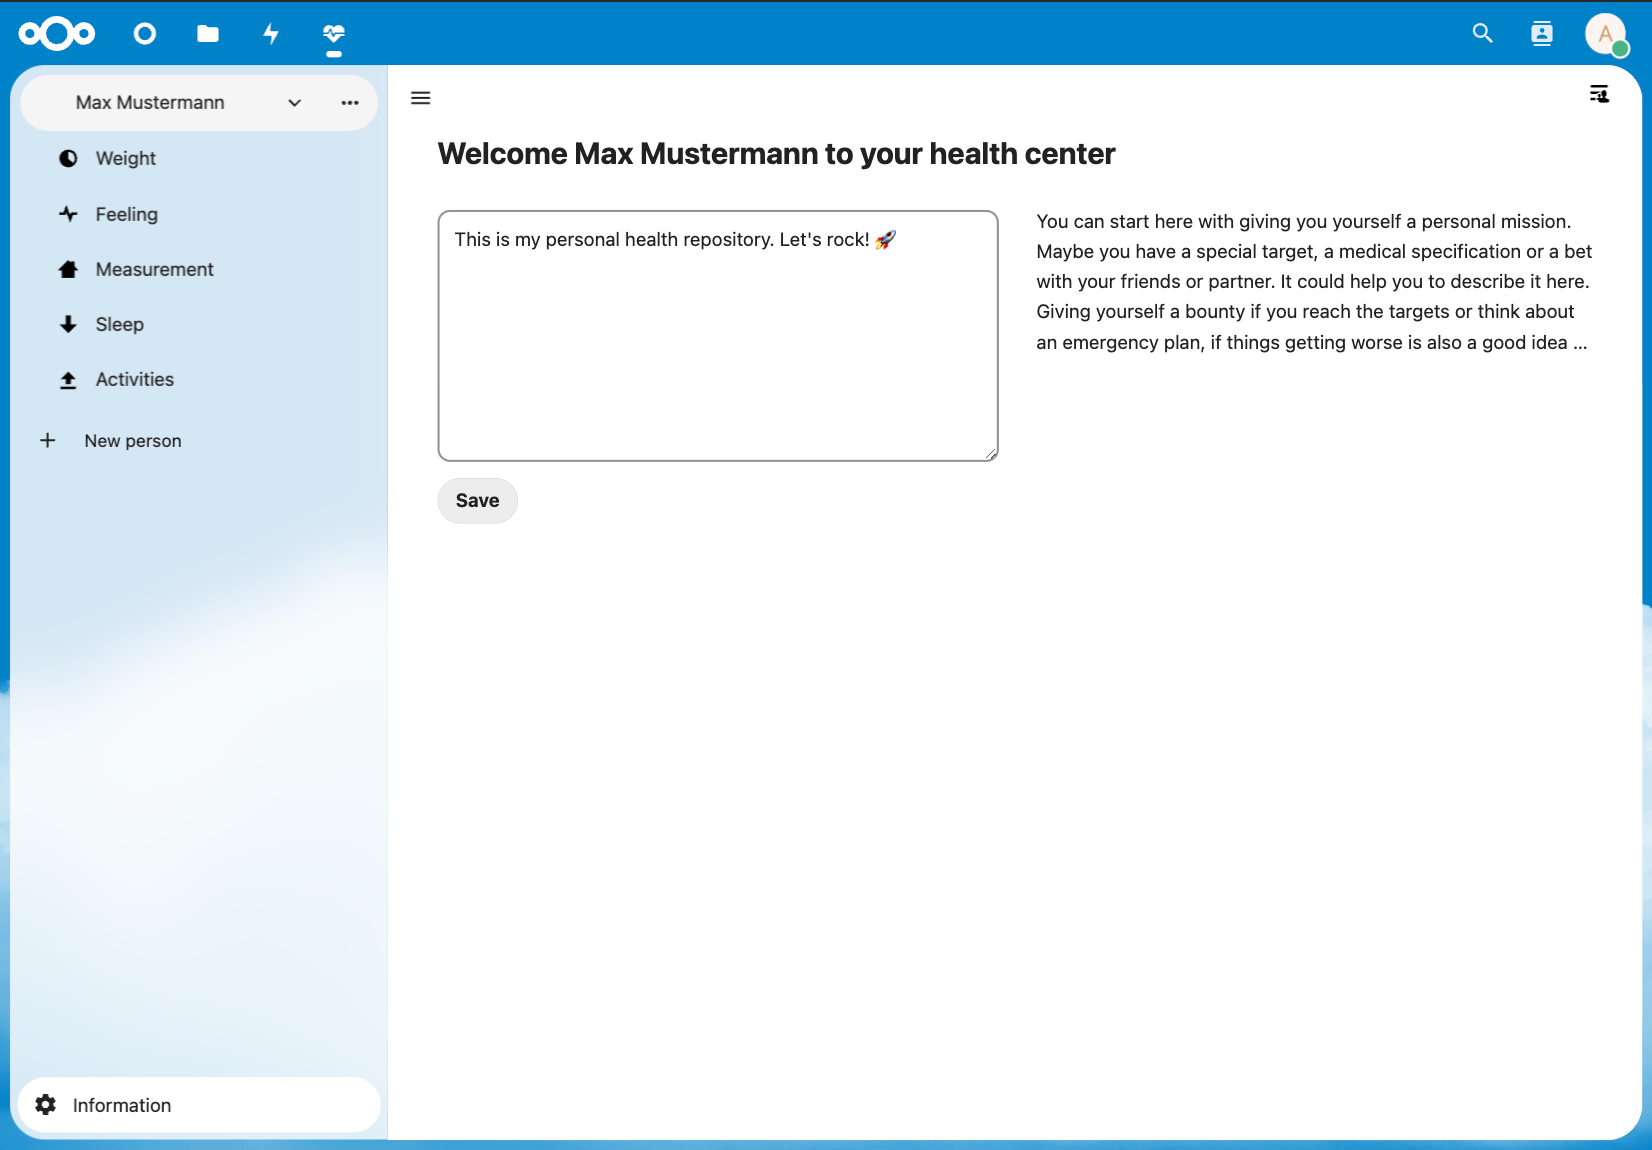 A
Max Mustermann
Weight
Feeling
Measurement
Sleep
Activities
New person
Information
Welcome Max Mustermann to your health center
This is my personal health repository. Let's rock! 🚀
Save
You can start here with giving you yourself a personal mission.
Maybe you have a special target, a medical specification or a bet
with your friends or partner. It could help you to describe it here.
Giving yourself a bounty if you reach the targets or think about
an emergency plan, if things getting worse is also a good idea ...